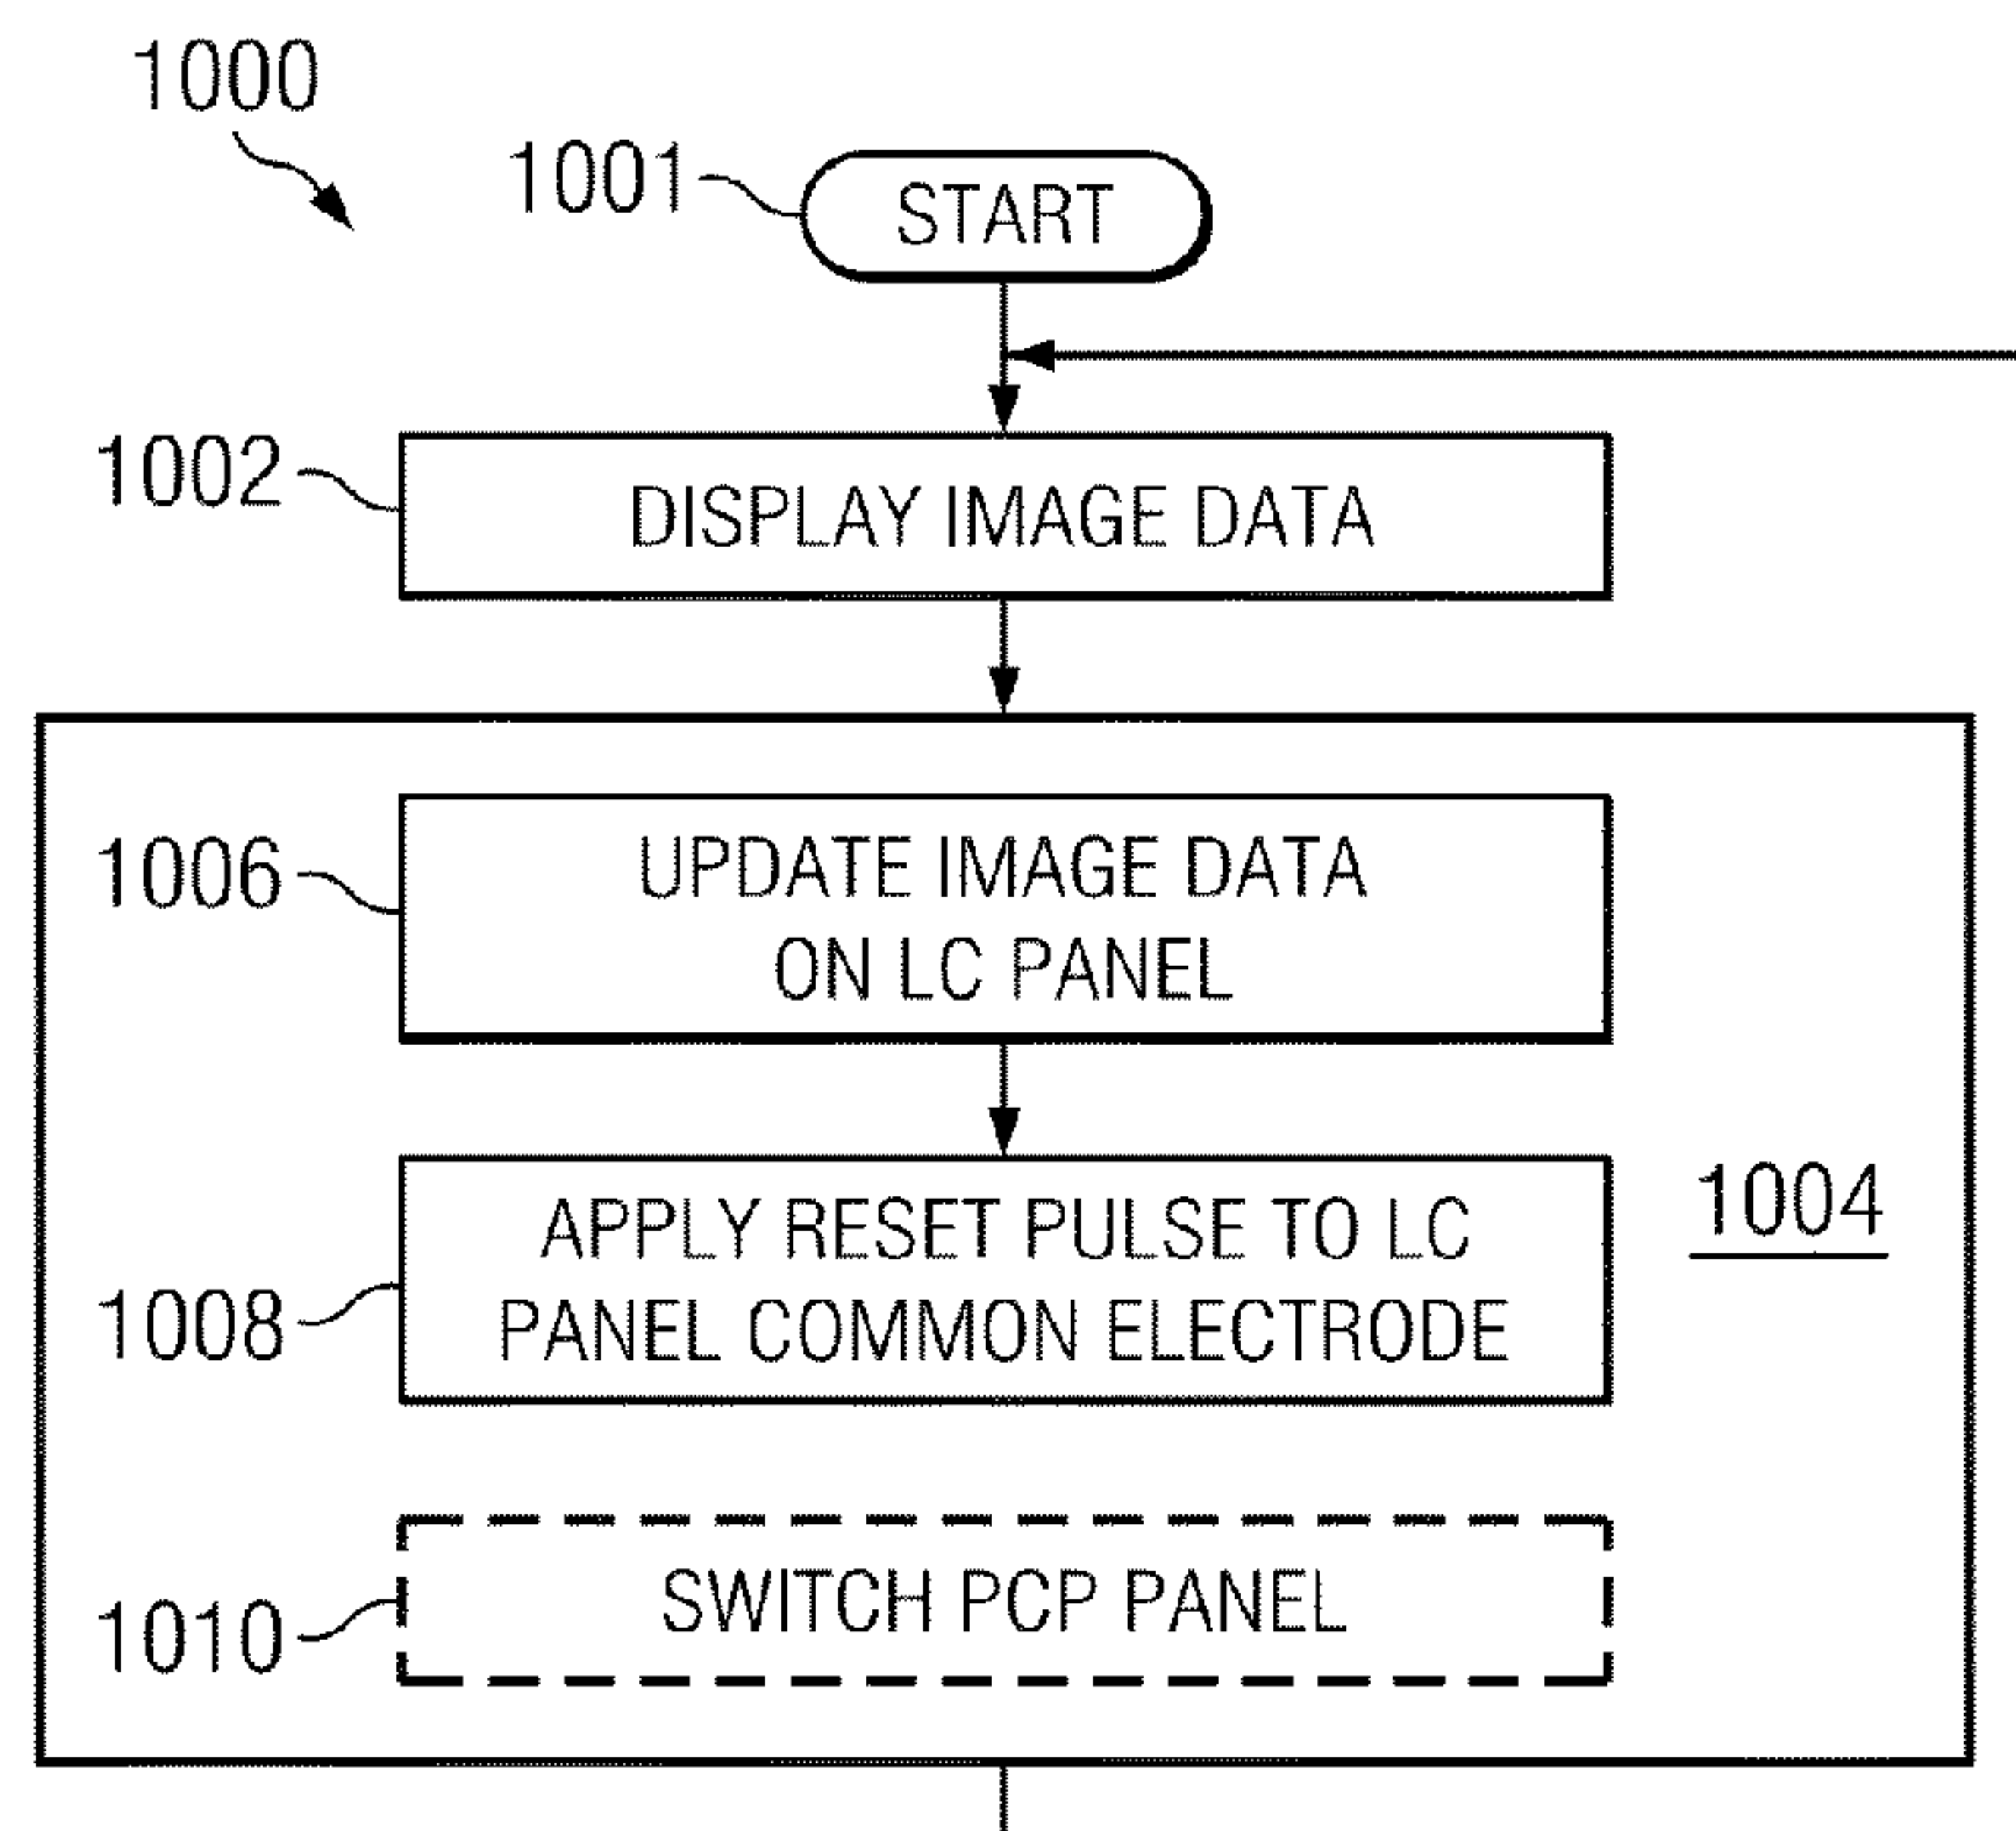 1000
1001
START
1002
DISPLAY IMAGE DATA
1006
UPDATE IMAGE DATA
ON LC PANEL
1004
1008
APPLY RESET PULSE TO LC
PANEL COMMON ELECTRODE
1010
SWITCH PCP PANEL